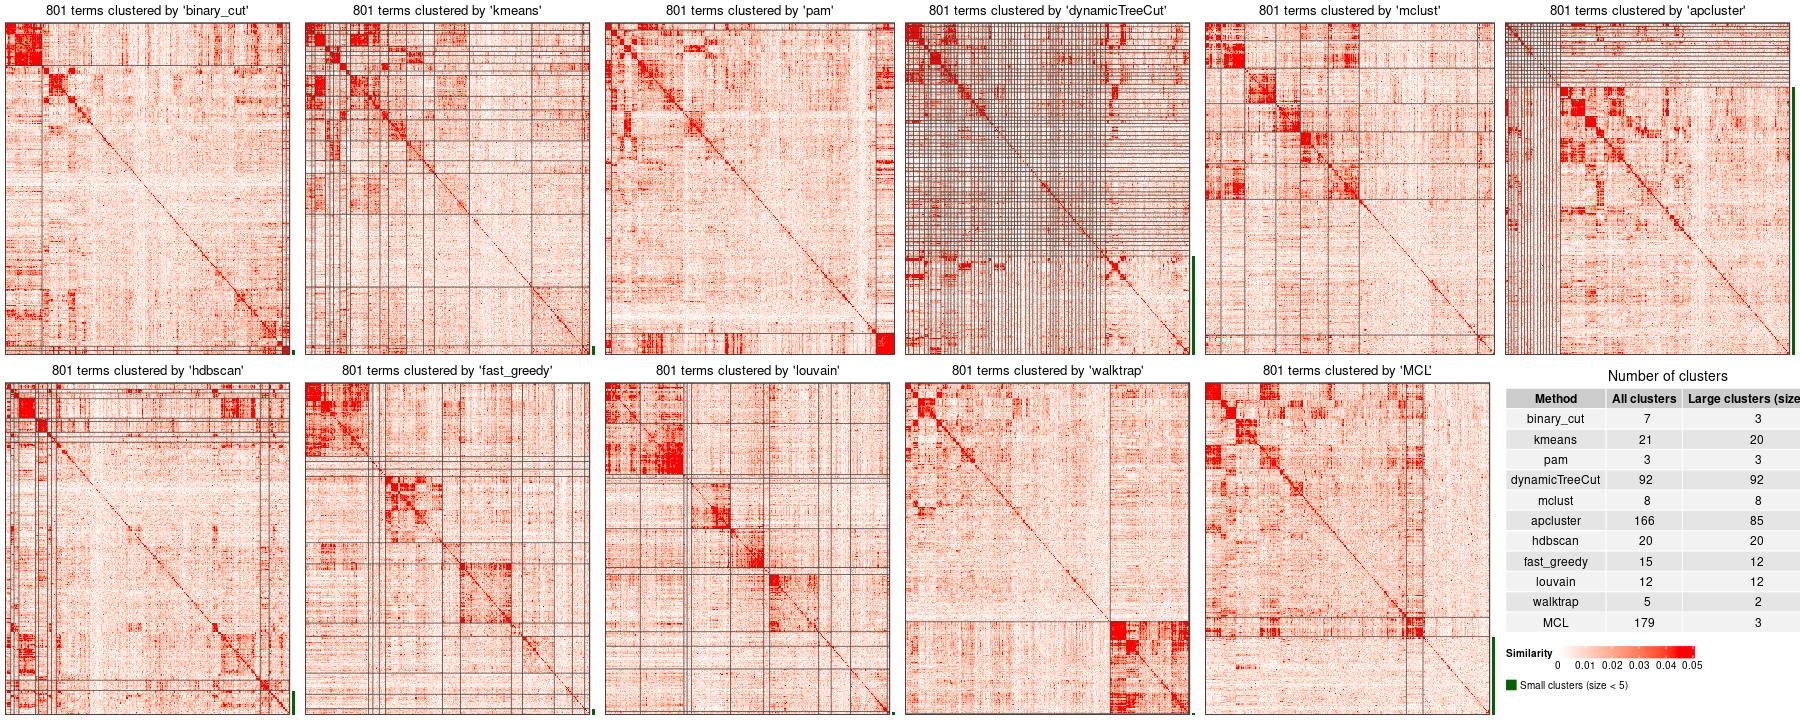 801 terms clustered by 'binary_cut'
801 terms clustered by 'kmeans'
801 terms clustered by 'pam'
801 terms clustered by 'dynamicTreeCut'
801 terms clustered by 'mclust'
801 terms clustered by 'apcluster'
801 terms clustered by 'hdbscan'
801 terms clustered by 'fast_greedy'
801 terms clustered by 'louvain'
801 terms clustered by 'walktrap'
801 terms clustered by 'MCL'
Number of clusters
Method All clusters Large clusters (size
binary_cut 7 3
kmeans 21 20
pam 3 3
dynamicTreeCut 92 92
mclust 8 8
apcluster 166 85
hdbscan 20 20
fast_greedy 15 12
louvain 12 12
walktrap 5 2
MCL 179 3
Similarity
0 0.01 0.02 0.03 0.04 0.05
Small clusters (size < 5)